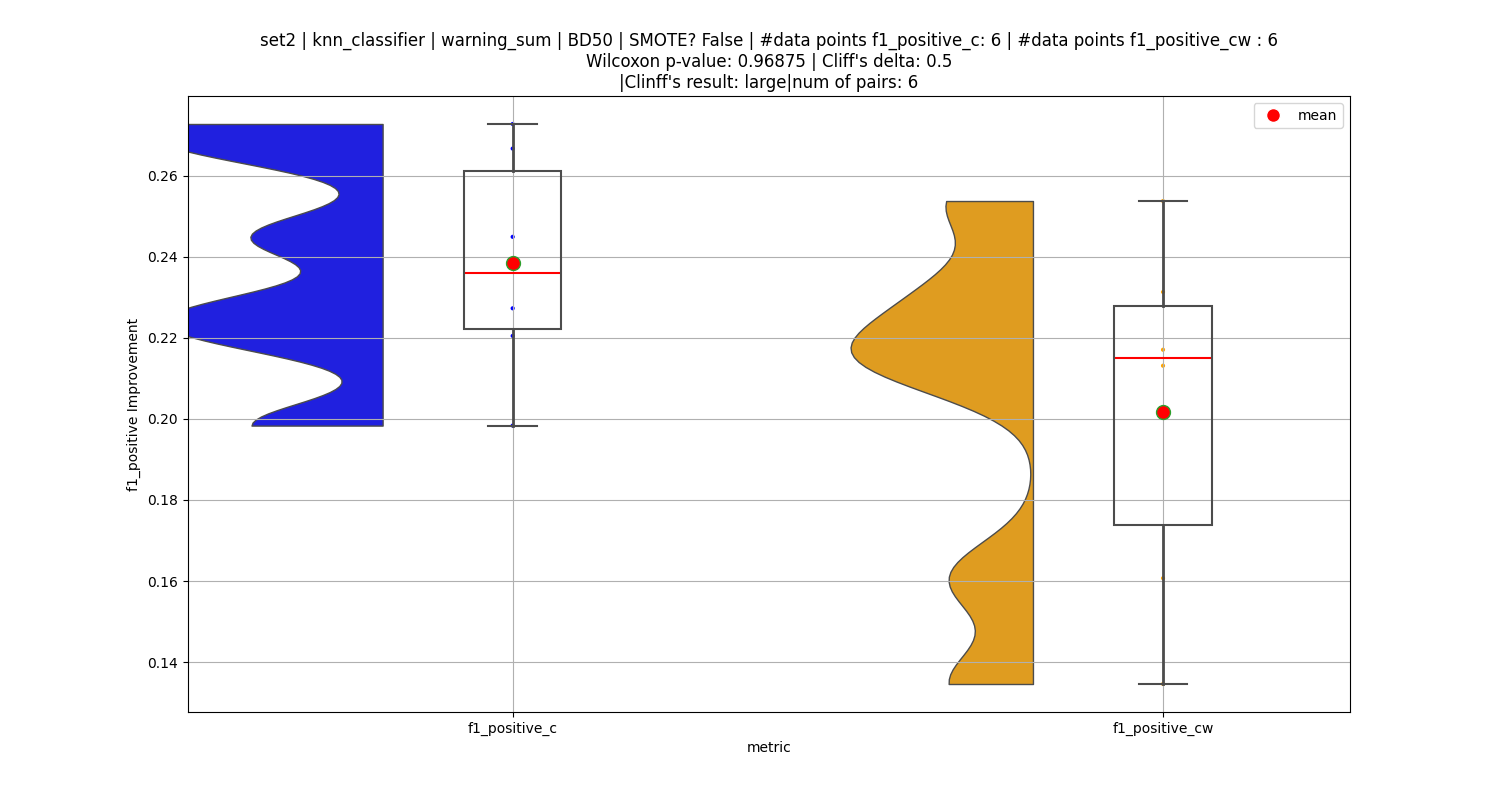 set2 | knn_classifier | warning_sum | BD50 | SMOTE? False | #data points f1_positive_c: 6 | #data points f1_positive_cw : 6
Wilcoxon p-value: 0.96875 | Cliff's delta: 0.5
|Clinff's result: large|num of pairs: 6
mean
0.26
0.24
0.22
0.20
0.18
0.16
0.14
f1_positive Improvement
f1_positive_c
f1_positive_cw
metric